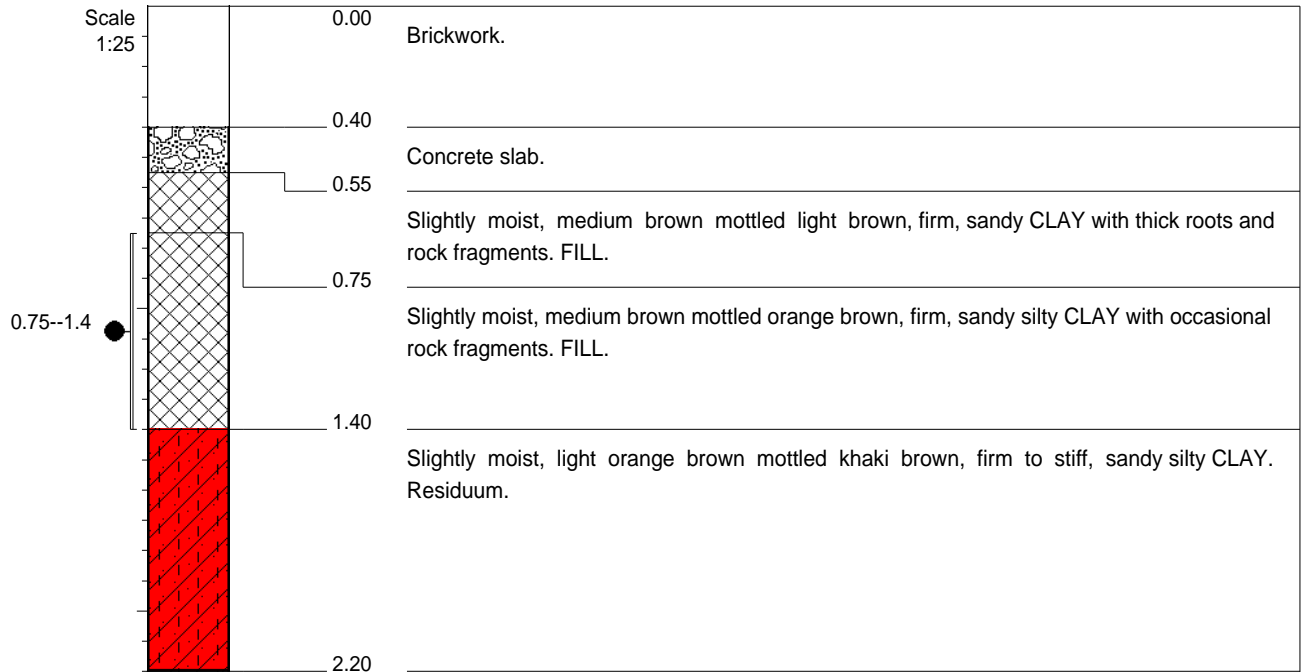 Scale
1:25
0.00
Brickwork.
0.40
Concrete slab.
0.55
Slightly moist, medium brown mottled light brown, firm, sandy CLAY with thick roots and
rock fragments. FILL.
0.75
0.75--1.4
Slightly moist, medium brown mottled orange brown, firm, sandy silty CLAY with occasional
rock fragments. FILL.
1.40
Slightly moist, light orange brown mottled khaki brown, firm to stiff, sandy silty CLAY.
Residuum.
2.20